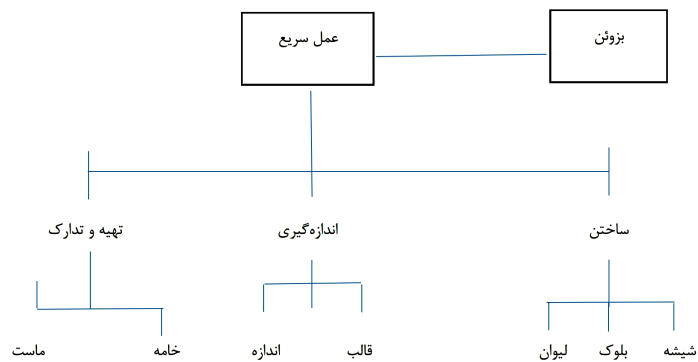 بزوئن
عمل سریع
ساختن
اندازه‌گیری
تهیه و تدارک
شیشه
بلوک
لیوان
قالب
اندازه
خامه
ماست